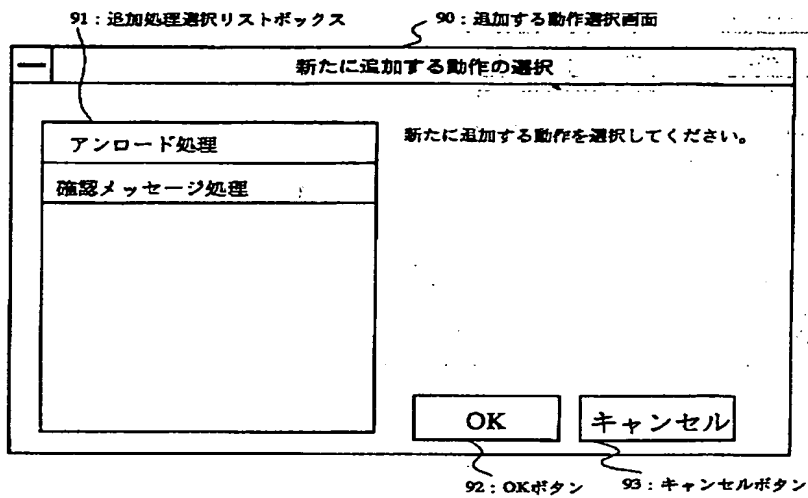 91：追加処理選択リストボックス
90：追加する動作選択画面
新たに追加する動作の選択
アンロード処理
確認メッセージ処理
新たに追加する動作を選択してください。
OK
キャンセル
92：OKボタン
93：キャンセルボタン